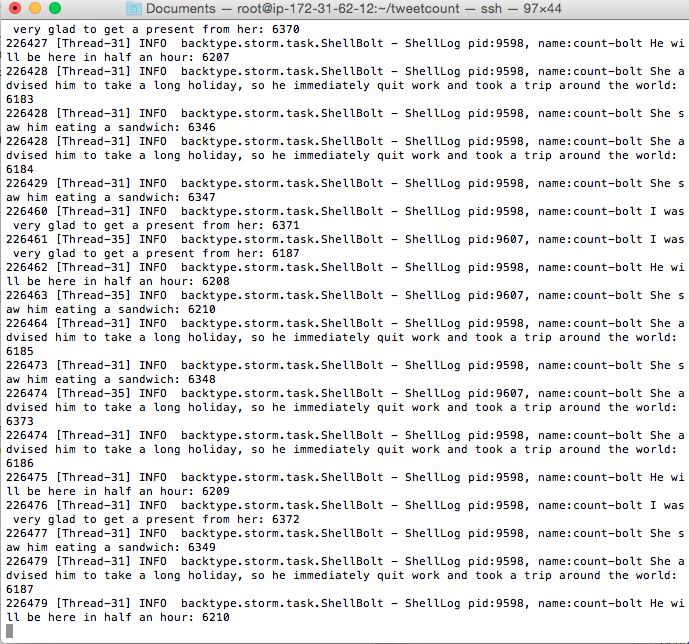 Documents — root@ip-172-31-62-12:~/tweetcount — ssh — 97×44
 very glad to get a present from her: 6370
226427 [Thread-31] INFO  backtype.storm.task.ShellBolt - ShellLog pid:9598, name:count-bolt He wi
ll be here in half an hour: 6207
226428 [Thread-31] INFO  backtype.storm.task.ShellBolt - ShellLog pid:9598, name:count-bolt She a
dvised him to take a long holiday, so he immediately quit work and took a trip around the world:
6183
226428 [Thread-31] INFO  backtype.storm.task.ShellBolt - ShellLog pid:9598, name:count-bolt She s
aw him eating a sandwich: 6346
226428 [Thread-31] INFO  backtype.storm.task.ShellBolt - ShellLog pid:9598, name:count-bolt She a
dvised him to take a long holiday, so he immediately quit work and took a trip around the world:
6184
226429 [Thread-31] INFO  backtype.storm.task.ShellBolt - ShellLog pid:9598, name:count-bolt She s
aw him eating a sandwich: 6347
226460 [Thread-31] INFO  backtype.storm.task.ShellBolt - ShellLog pid:9598, name:count-bolt I was
 very glad to get a present from her: 6371
226461 [Thread-35] INFO  backtype.storm.task.ShellBolt - ShellLog pid:9607, name:count-bolt I was
 very glad to get a present from her: 6187
226462 [Thread-31] INFO  backtype.storm.task.ShellBolt - ShellLog pid:9598, name:count-bolt He wi
ll be here in half an hour: 6208
226463 [Thread-35] INFO  backtype.storm.task.ShellBolt - ShellLog pid:9607, name:count-bolt She s
aw him eating a sandwich: 6210
226464 [Thread-31] INFO  backtype.storm.task.ShellBolt - ShellLog pid:9598, name:count-bolt She a
dvised him to take a long holiday, so he immediately quit work and took a trip around the world:
6185
226473 [Thread-31] INFO  backtype.storm.task.ShellBolt - ShellLog pid:9598, name:count-bolt She s
aw him eating a sandwich: 6348
226474 [Thread-35] INFO  backtype.storm.task.ShellBolt - ShellLog pid:9607, name:count-bolt She a
dvised him to take a long holiday, so he immediately quit work and took a trip around the world:
6373
226474 [Thread-31] INFO  backtype.storm.task.ShellBolt - ShellLog pid:9598, name:count-bolt She a
dvised him to take a long holiday, so he immediately quit work and took a trip around the world:
6186
226475 [Thread-31] INFO  backtype.storm.task.ShellBolt - ShellLog pid:9598, name:count-bolt He wi
ll be here in half an hour: 6209
226476 [Thread-31] INFO  backtype.storm.task.ShellBolt - ShellLog pid:9598, name:count-bolt I was
 very glad to get a present from her: 6372
226477 [Thread-31] INFO  backtype.storm.task.ShellBolt - ShellLog pid:9598, name:count-bolt She s
aw him eating a sandwich: 6349
226479 [Thread-31] INFO  backtype.storm.task.ShellBolt - ShellLog pid:9598, name:count-bolt She a
dvised him to take a long holiday, so he immediately quit work and took a trip around the world:
6187
226479 [Thread-31] INFO  backtype.storm.task.ShellBolt - ShellLog pid:9598, name:count-bolt He wi
ll be here in half an hour: 6210